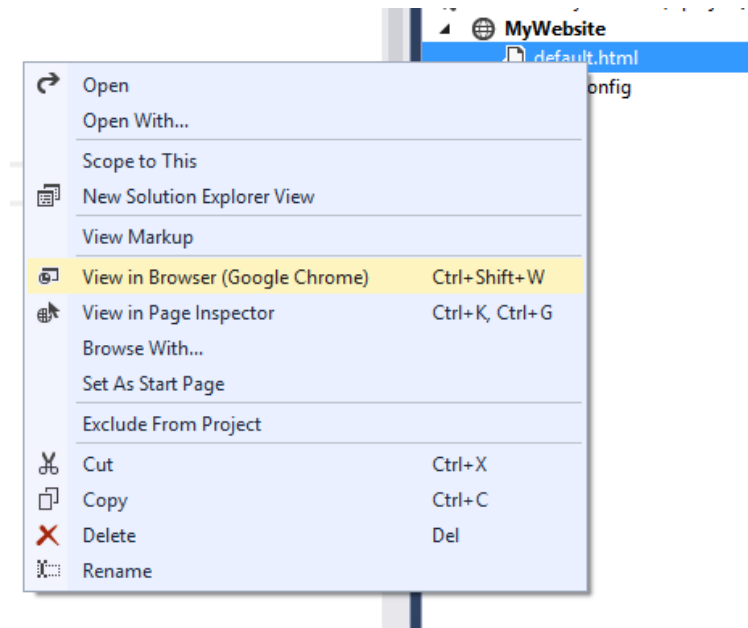 MyWebsite
default.html
onfig
Open
Open With...
Scope to This
New Solution Explorer View
View Markup
View in Browser (Google Chrome) Ctrl+Shift+W
View in Page Inspector Ctrl+K, Ctrl+G
Browse With...
Set As Start Page
Exclude From Project
Cut Ctrl+X
Copy Ctrl+C
Delete Del
Rename